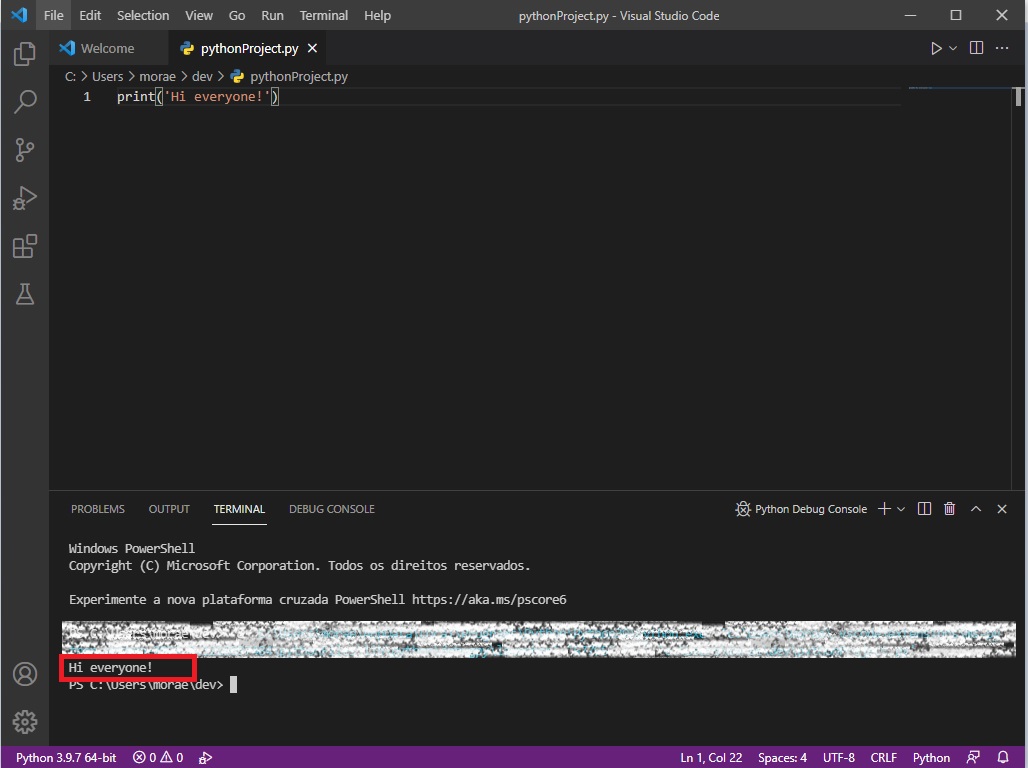 File Edit Selection View Go Run Terminal Help pythonProject.py - Visual Studio Code
Welcome pythonProject.py
C: > Users > morae > dev > pythonProject.py
1 print('Hi everyone!')
PROBLEMS OUTPUT TERMINAL DEBUG CONSOLE Python Debug Console
Windows PowerShell
Copyright (C) Microsoft Corporation. Todos os direitos reservados.
Experimente a nova plataforma cruzada PowerShell https://aka.ms/pscore6
Hi everyone!
PS C:\Users\morae\dev>
Python 3.9.7 64-bit 0 0 Ln 1, Col 22 Spaces: 4 UTF-8 CRLF Python